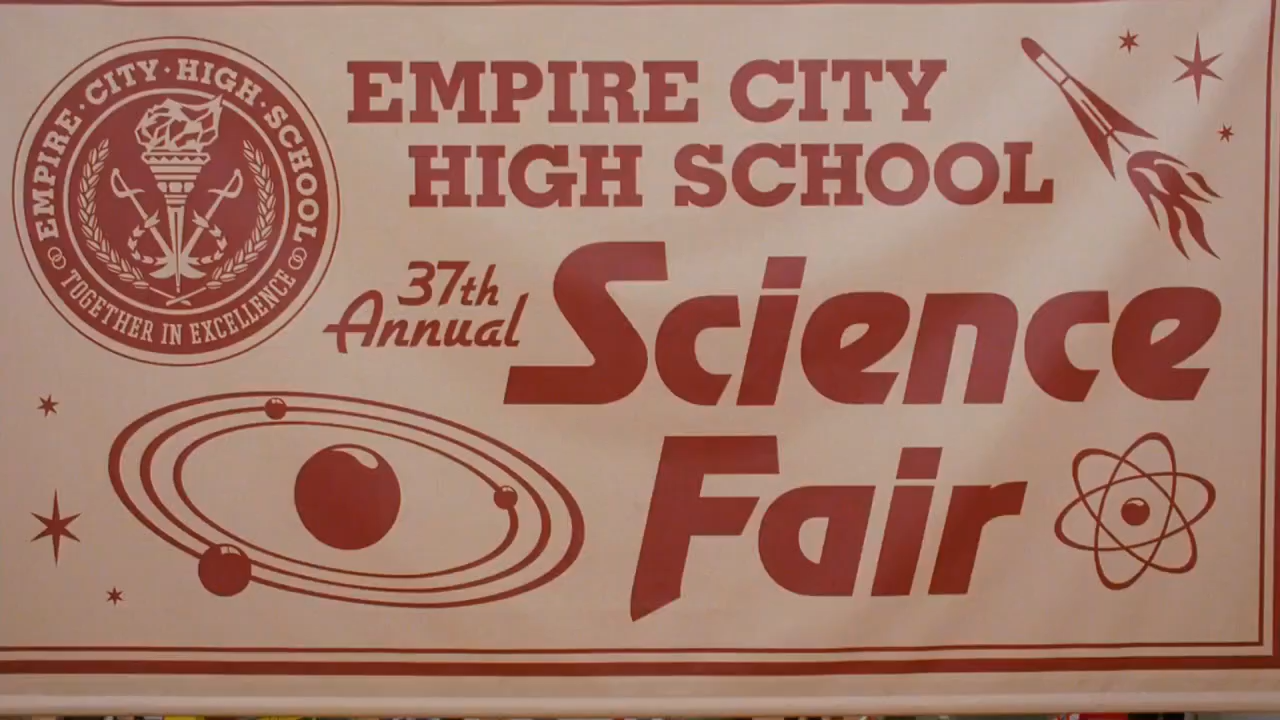 EMPIRE · CITY · HIGH · SCHOOL
TOGETHER IN EXCELLENCE
EMPIRE CITY
HIGH SCHOOL
37th
Annual
Science
Fair